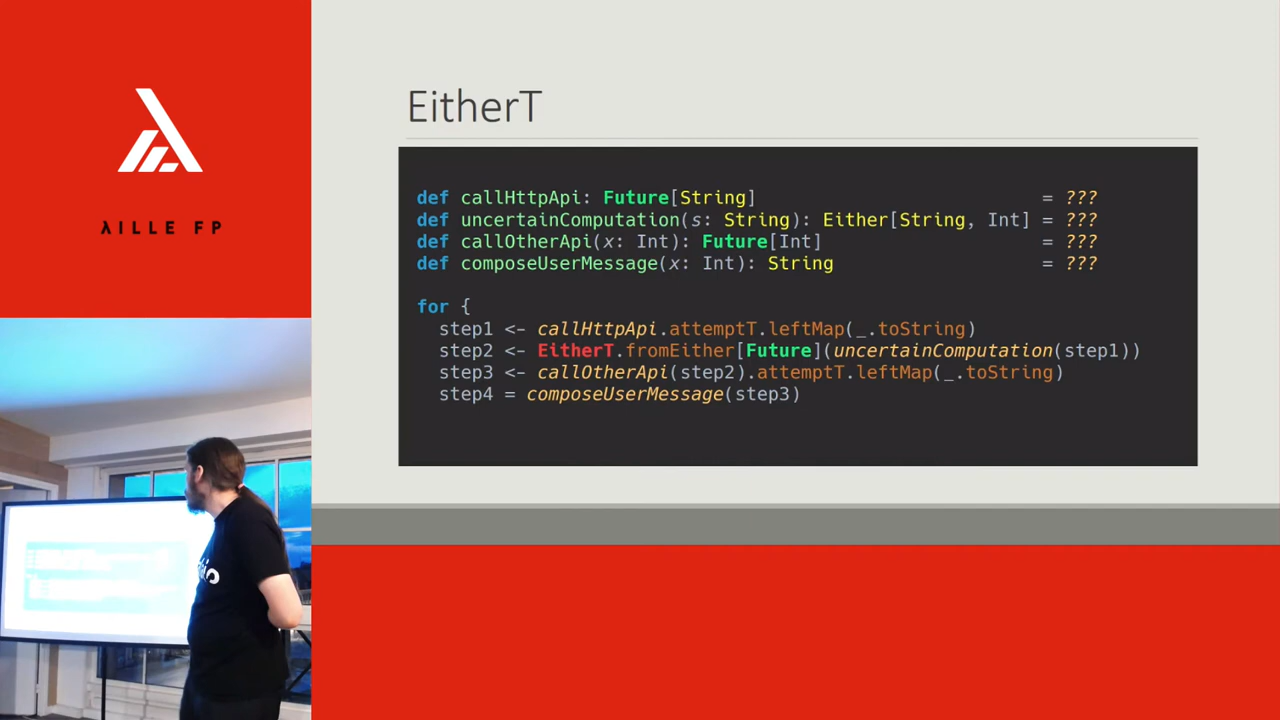 λILLE FP
EitherT
def callHttpApi: Future[String] = ???
def uncertainComputation(s: String): Either[String, Int] = ???
def callOtherApi(x: Int): Future[Int] = ???
def composeUserMessage(x: Int): String = ???
for {
step1 <- callHttpApi.attemptT.leftMap(_.toString)
step2 <- EitherT.fromEither[Future](uncertainComputation(step1))
step3 <- callOtherApi(step2).attemptT.leftMap(_.toString)
step4 = composeUserMessage(step3)